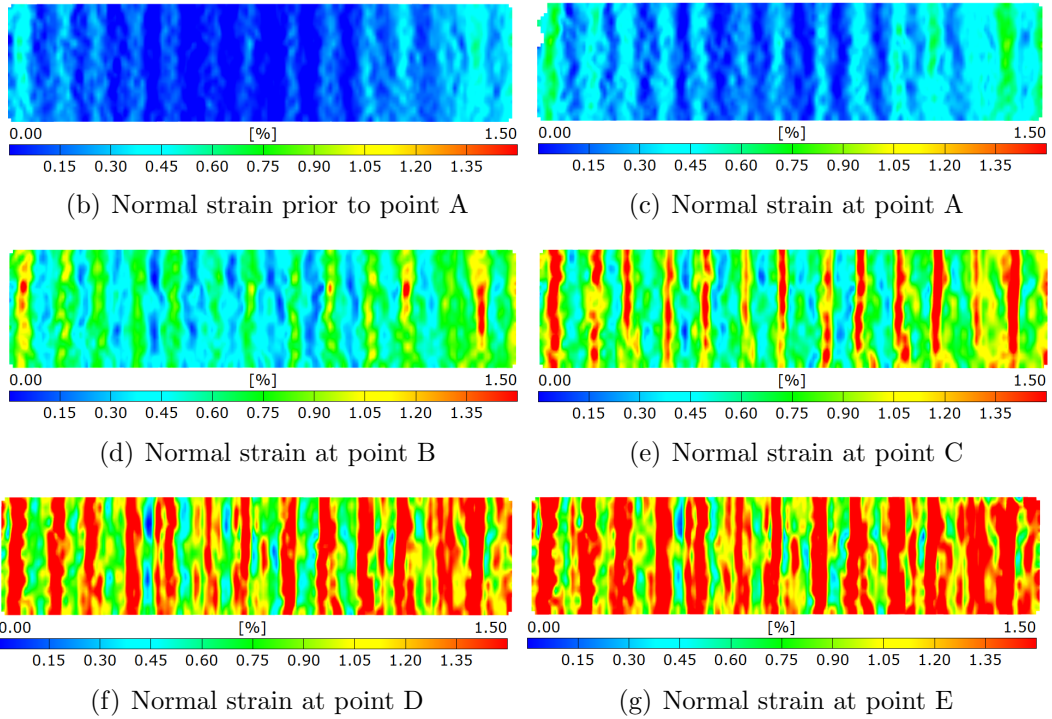 0.00 [%] 1.50
0.15 0.30 0.45 0.60 0.75 0.90 1.05 1.20 1.35
(b) Normal strain prior to point A
0.00 [%] 1.50
0.15 0.30 0.45 0.60 0.75 0.90 1.05 1.20 1.35
(c) Normal strain at point A
0.00 [%] 1.50
0.15 0.30 0.45 0.60 0.75 0.90 1.05 1.20 1.35
(d) Normal strain at point B
0.00 [%] 1.50
0.15 0.30 0.45 0.60 0.75 0.90 1.05 1.20 1.35
(e) Normal strain at point C
0.00 [%] 1.50
0.15 0.30 0.45 0.60 0.75 0.90 1.05 1.20 1.35
(f) Normal strain at point D
0.00 [%] 1.50
0.15 0.30 0.45 0.60 0.75 0.90 1.05 1.20 1.35
(g) Normal strain at point E